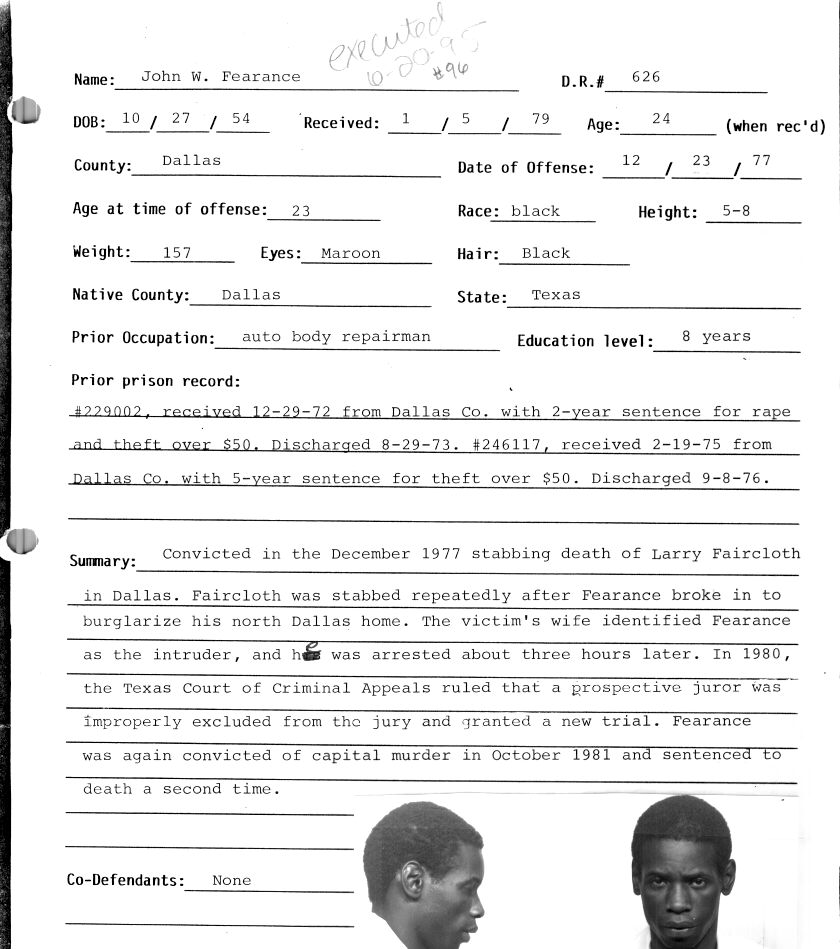 executed
10-20-95
#96
Name: John W. Fearance D.R.# 626
DOB: 10 / 27 / 54 Received: 1 / 5 / 79 Age: 24 (when rec'd)
County: Dallas Date of Offense: 12 / 23 / 77
Age at time of offense: 23 Race: black Height: 5-8
Weight: 157 Eyes: Maroon Hair: Black
Native County: Dallas State: Texas
Prior Occupation: auto body repairman Education level: 8 years
Prior prison record:
#229002, received 12-29-72 from Dallas Co. with 2-year sentence for rape
and theft over $50. Discharged 8-29-73. #246117, received 2-19-75 from
Dallas Co. with 5-year sentence for theft over $50. Discharged 9-8-76.
Summary: Convicted in the December 1977 stabbing death of Larry Faircloth
in Dallas. Faircloth was stabbed repeatedly after Fearance broke in to
burglarize his north Dallas home. The victim's wife identified Fearance
as the intruder, and he was arrested about three hours later. In 1980,
the Texas Court of Criminal Appeals ruled that a prospective juror was
improperly excluded from the jury and granted a new trial. Fearance
was again convicted of capital murder in October 1981 and sentenced to
death a second time.
Co-Defendants: None